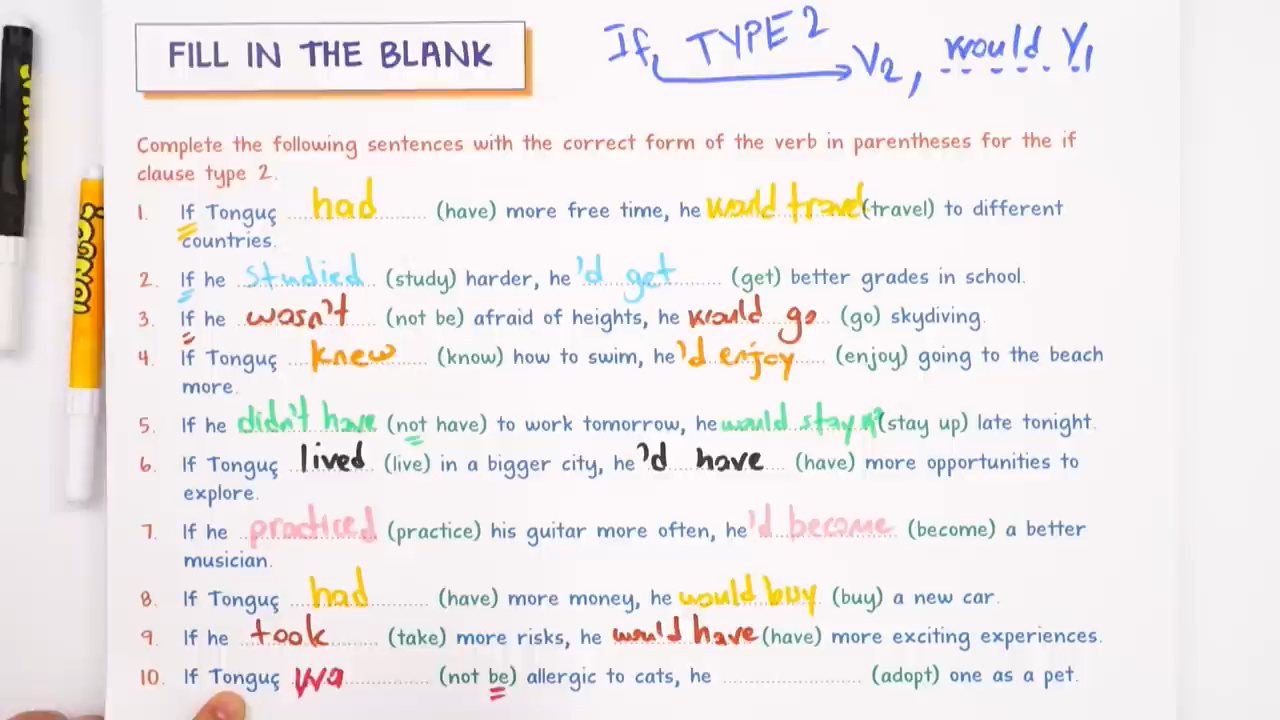 FILL IN THE BLANK
If, TYPE 2
V2, would V1
Complete the following sentences with the correct form of the verb in parentheses for the if
clause type 2.
1. If Tonguç had (have) more free time, he would travel (travel) to different
countries.
2. If he studied (study) harder, he 'd get (get) better grades in school.
3. If he wasn't (not be) afraid of heights, he would go (go) skydiving.
4. If Tonguç knew (know) how to swim, he 'd enjoy (enjoy) going to the beach
more.
5. If he didn't have (not have) to work tomorrow, he would stay up (stay up) late tonight.
6. If Tonguç lived (live) in a bigger city, he 'd have (have) more opportunities to
explore.
7. If he practiced (practice) his guitar more often, he 'd become (become) a better
musician.
8. If Tonguç had (have) more money, he would buy (buy) a new car.
9. If he took (take) more risks, he would have (have) more exciting experiences.
10. If Tonguç wa (not be) allergic to cats, he (adopt) one as a pet.